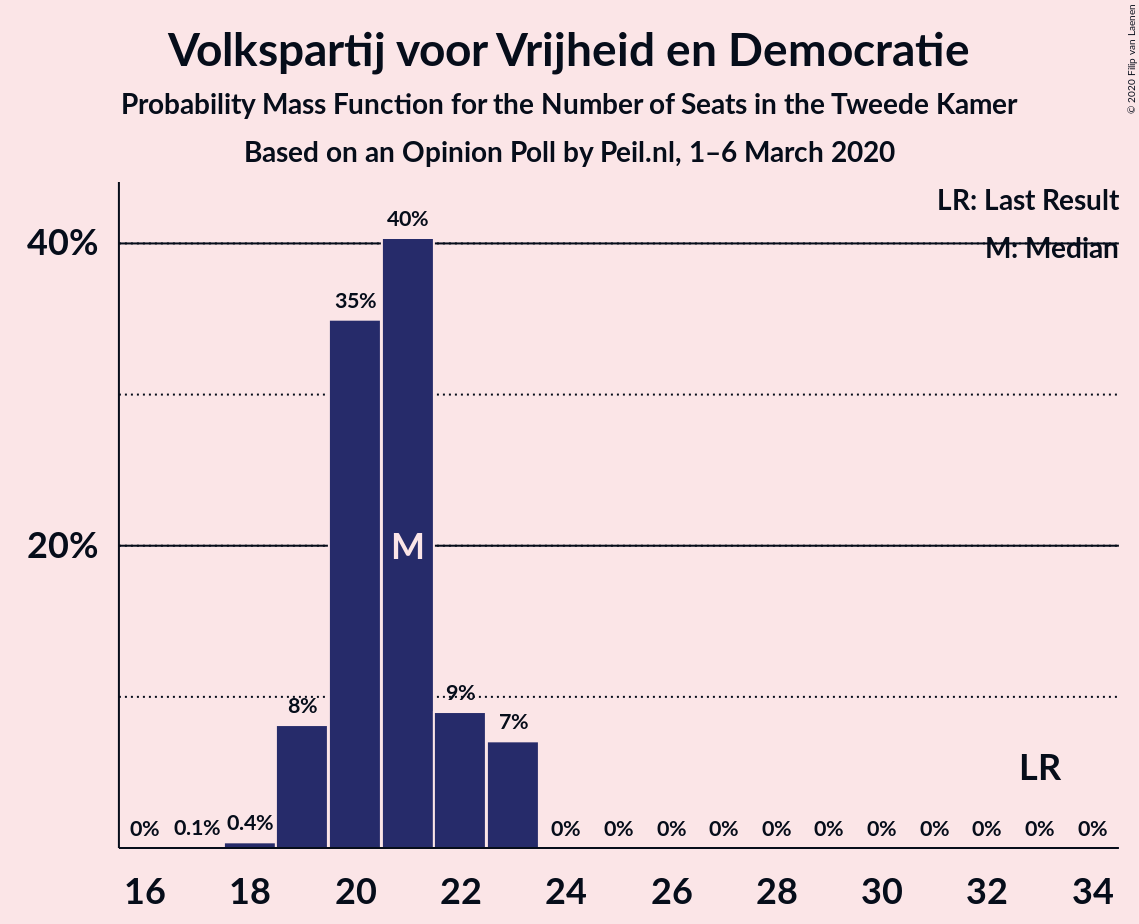 Volkspartij voor Vrijheid en Democratie
Probability Mass Function for the Number of Seats in the Tweede Kamer
Based on an Opinion Poll by Peil.nl, 1–6 March 2020
© 2020 Filip van Laenen
LR: Last Result
M: Median
40%
20%
0% 0.1% 0.4% 8% 35% 40% 9% 7% 0% 0% 0% 0% 0% 0% 0% 0% 0% 0% 0%
M
LR
16 18 20 22 24 26 28 30 32 34